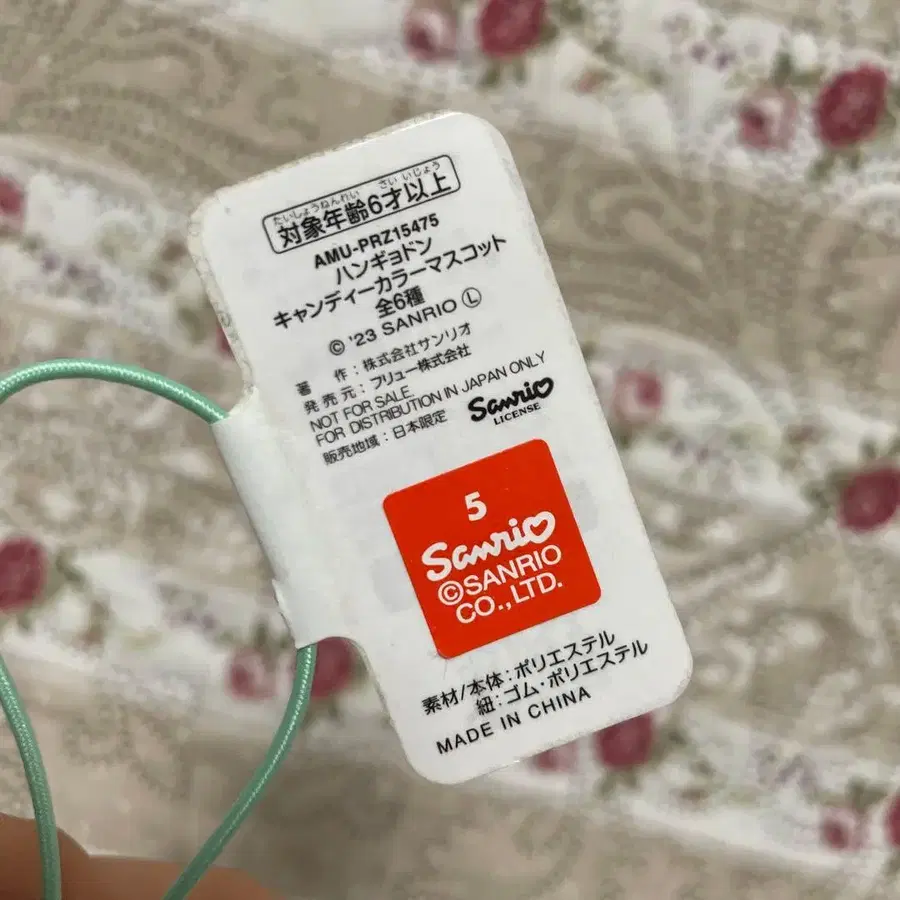 たいしょうねんれい さい いじょう
対象年齢6才以上
AMU-PRZ15475
ハンギョドン
キャンディーカラーマスコット
全6種
© '23 SANRIO Ⓛ
著 作：株式会社サンリオ
発売元：フリュー株式会社
NOT FOR SALE.
FOR DISTRIBUTION IN JAPAN ONLY
販売地域：日本限定
Sanrio
LICENSE
5
Sanrio
©SANRIO
CO.,LTD.
素材/本体：ポリエステル
紐：ゴム・ポリエステル
MADE IN CHINA